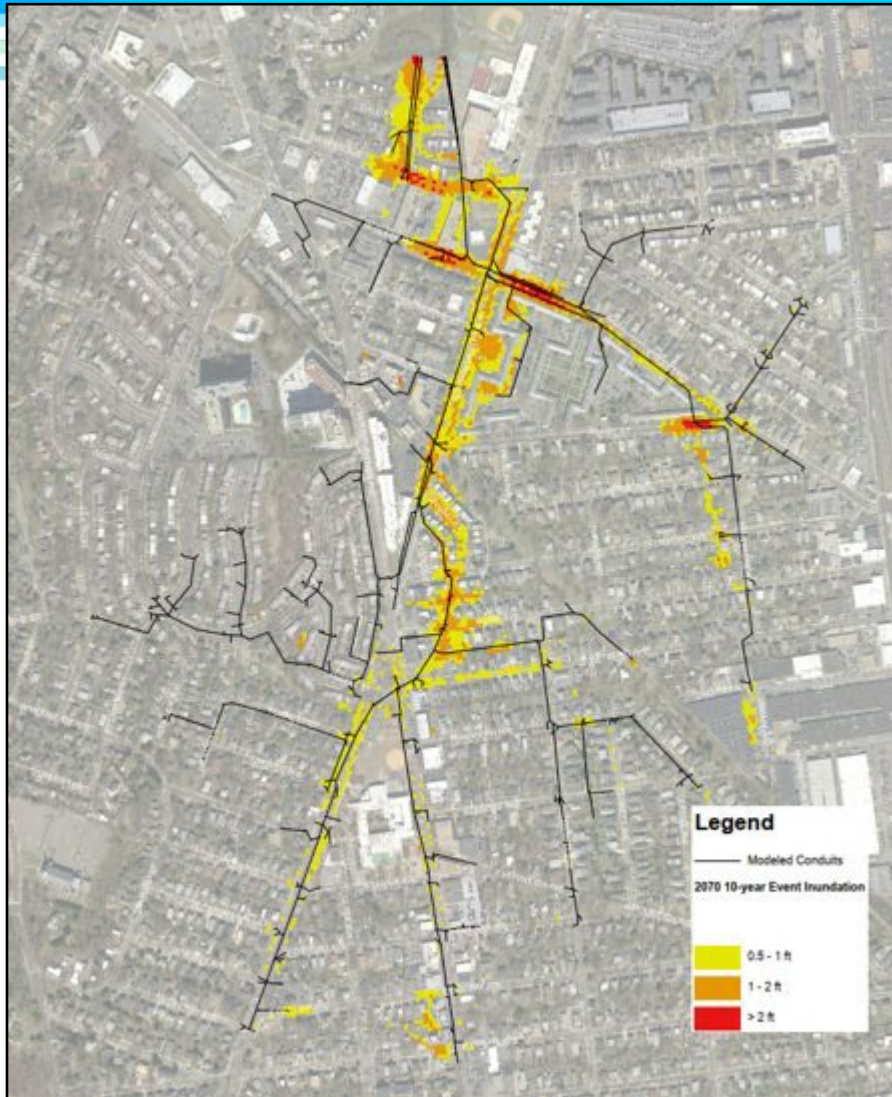 Legend
Modeled Conduits
2070 10-year Event Inundation
0.5 - 1 ft
1 - 2 ft
> 2 ft